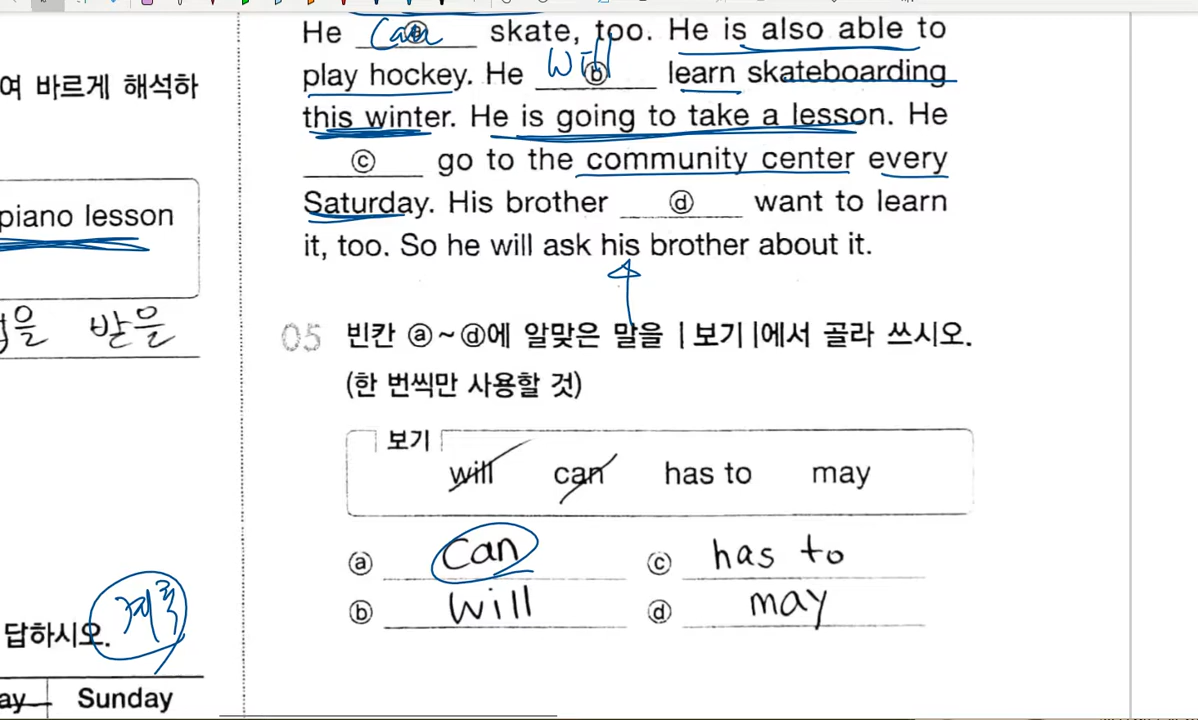 He can ⓐ skate, too. He is also able to
play hockey. He will ⓑ learn skateboarding
this winter. He is going to take a lesson. He
ⓒ go to the community center every
Saturday. His brother ⓓ want to learn
it, too. So he will ask his brother about it.
05 빈칸 ⓐ~ⓓ에 알맞은 말을 |보기|에서 골라 쓰시오.
(한 번씩만 사용할 것)
보기
will can has to may
ⓐ can ⓒ has to
ⓑ will ⓓ may
여 바르게 해석하
piano lesson
받을
계획
답하시오.
ay Sunday